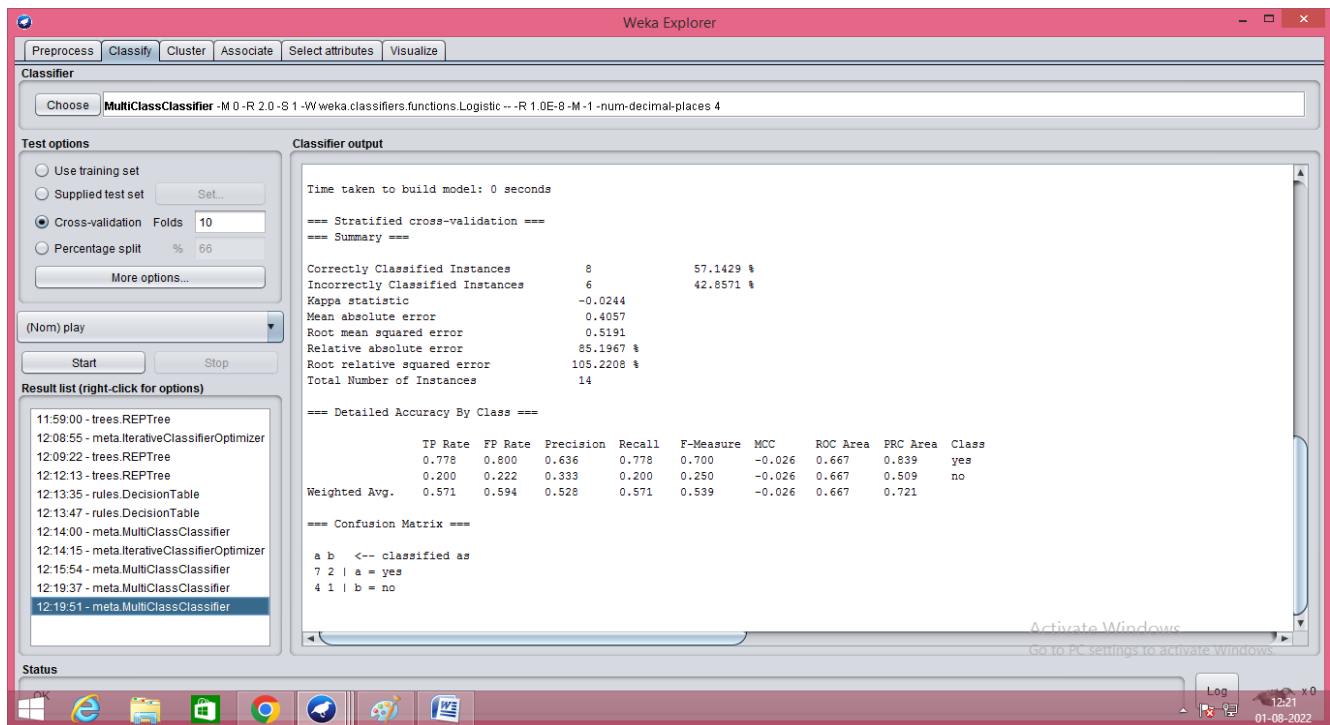 Weka Explorer
Preprocess Classify Cluster Associate Select attributes Visualize
Classifier
Choose MultiClassClassifier -M 0 -R 2.0 -S 1 -W weka.classifiers.functions.Logistic -- -R 1.0E-8 -M -1 -num-decimal-places 4
Test options
Use training set
Supplied test set Set...
Cross-validation Folds 10
Percentage split % 66
More options...
(Nom) play
Start Stop
Result list (right-click for options)
11:59:00 - trees.REPTree
12:08:55 - meta.IterativeClassifierOptimizer
12:09:22 - trees.REPTree
12:12:13 - trees.REPTree
12:13:35 - rules.DecisionTable
12:13:47 - rules.DecisionTable
12:14:00 - meta.MultiClassClassifier
12:14:15 - meta.IterativeClassifierOptimizer
12:15:54 - meta.MultiClassClassifier
12:19:37 - meta.MultiClassClassifier
12:19:51 - meta.MultiClassClassifier
Classifier output
Time taken to build model: 0 seconds
=== Stratified cross-validation ===
=== Summary ===
Correctly Classified Instances 8 57.1429 %
Incorrectly Classified Instances 6 42.8571 %
Kappa statistic -0.0244
Mean absolute error 0.4057
Root mean squared error 0.5191
Relative absolute error 85.1967 %
Root relative squared error 105.2208 %
Total Number of Instances 14
=== Detailed Accuracy By Class ===
TP Rate FP Rate Precision Recall F-Measure MCC ROC Area PRC Area Class
0.778 0.800 0.636 0.778 0.700 -0.026 0.667 0.839 yes
0.200 0.222 0.333 0.200 0.250 -0.026 0.667 0.509 no
Weighted Avg. 0.571 0.594 0.528 0.571 0.539 -0.026 0.667 0.721
=== Confusion Matrix ===
a b <-- classified as
7 2 | a = yes
4 1 | b = no
Activate Windows
Go to PC settings to activate Windows.
Status
OK
Log x 0
12:21
01-08-2022